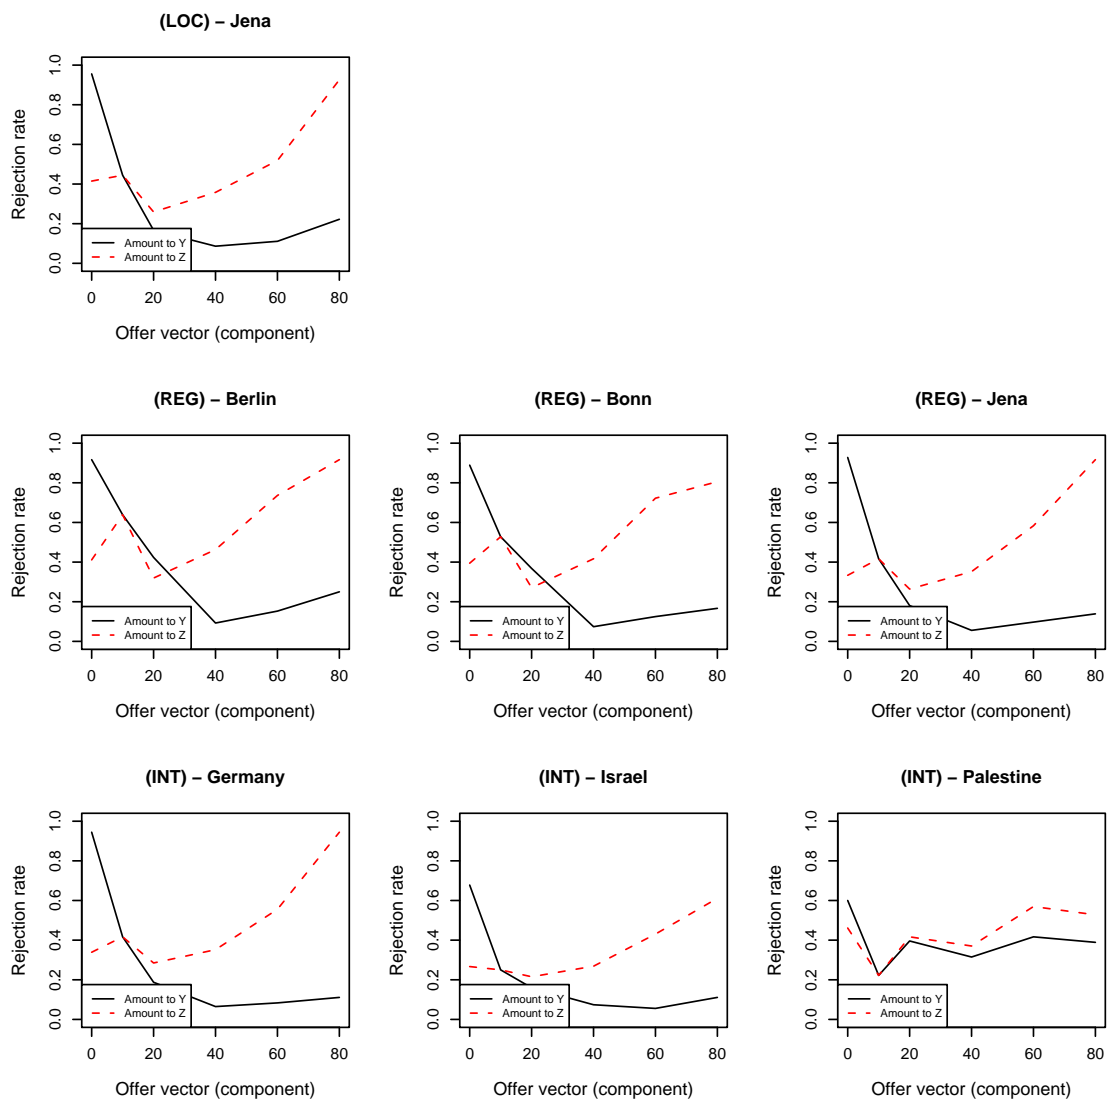 (LOC) – Jena
Rejection rate
1.0
0.8
0.6
0.4
0.2
0.0
Amount to Y
Amount to Z
0 20 40 60 80
Offer vector (component)
(REG) – Berlin
Rejection rate
1.0
0.8
0.6
0.4
0.2
0.0
Amount to Y
Amount to Z
0 20 40 60 80
Offer vector (component)
(REG) – Bonn
Rejection rate
1.0
0.8
0.6
0.4
0.2
0.0
Amount to Y
Amount to Z
0 20 40 60 80
Offer vector (component)
(REG) – Jena
Rejection rate
1.0
0.8
0.6
0.4
0.2
0.0
Amount to Y
Amount to Z
0 20 40 60 80
Offer vector (component)
(INT) – Germany
Rejection rate
1.0
0.8
0.6
0.4
0.2
0.0
Amount to Y
Amount to Z
0 20 40 60 80
Offer vector (component)
(INT) – Israel
Rejection rate
1.0
0.8
0.6
0.4
0.2
0.0
Amount to Y
Amount to Z
0 20 40 60 80
Offer vector (component)
(INT) – Palestine
Rejection rate
1.0
0.8
0.6
0.4
0.2
0.0
Amount to Y
Amount to Z
0 20 40 60 80
Offer vector (component)